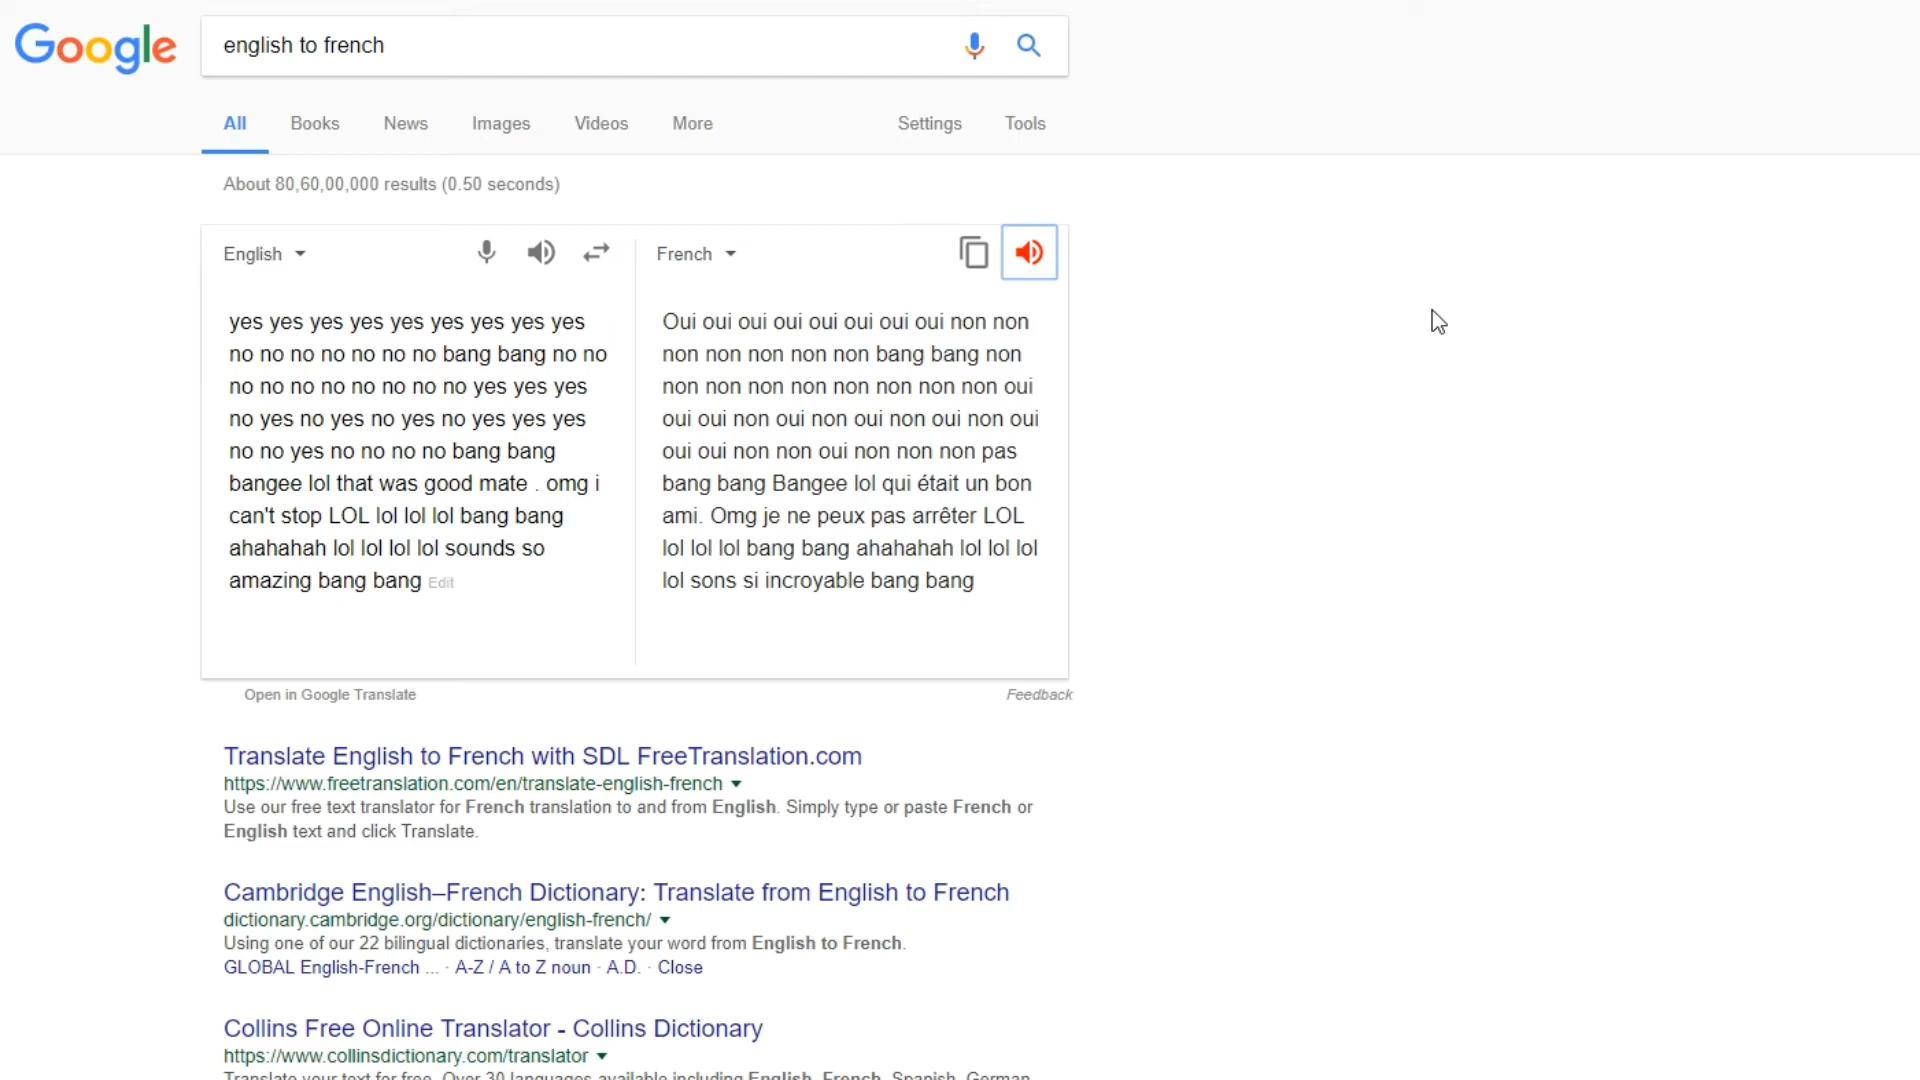 Google
english to french
All Books News Images Videos More Settings Tools
About 80,60,00,000 results (0.50 seconds)
English
yes yes yes yes yes yes yes yes yes
no no no no no no no bang bang no no
no no no no no no no no yes yes yes
no yes no yes no yes no yes yes yes
no no yes no no no no bang bang
bangee lol that was good mate . omg i
can't stop LOL lol lol lol bang bang
ahahahah lol lol lol lol sounds so
amazing bang bang Edit
French
Oui oui oui oui oui oui oui oui non non
non non non non non bang bang non
non non non non non non non non oui
oui oui non oui non oui non oui non oui
oui oui non non oui non non non pas
bang bang Bangee lol qui était un bon
ami. Omg je ne peux pas arrêter LOL
lol lol lol bang bang ahahahah lol lol lol
lol sons si incroyable bang bang
Open in Google Translate Feedback
Translate English to French with SDL FreeTranslation.com
https://www.freetranslation.com/en/translate-english-french
Use our free text translator for French translation to and from English. Simply type or paste French or
English text and click Translate.
Cambridge English–French Dictionary: Translate from English to French
dictionary.cambridge.org/dictionary/english-french/
Using one of our 22 bilingual dictionaries, translate your word from English to French.
GLOBAL English-French ... · A-Z / A to Z noun · A.D. · Close
Collins Free Online Translator - Collins Dictionary
https://www.collinsdictionary.com/translator
Translate your text for free. Over 30 languages available including English, French, Spanish, German,